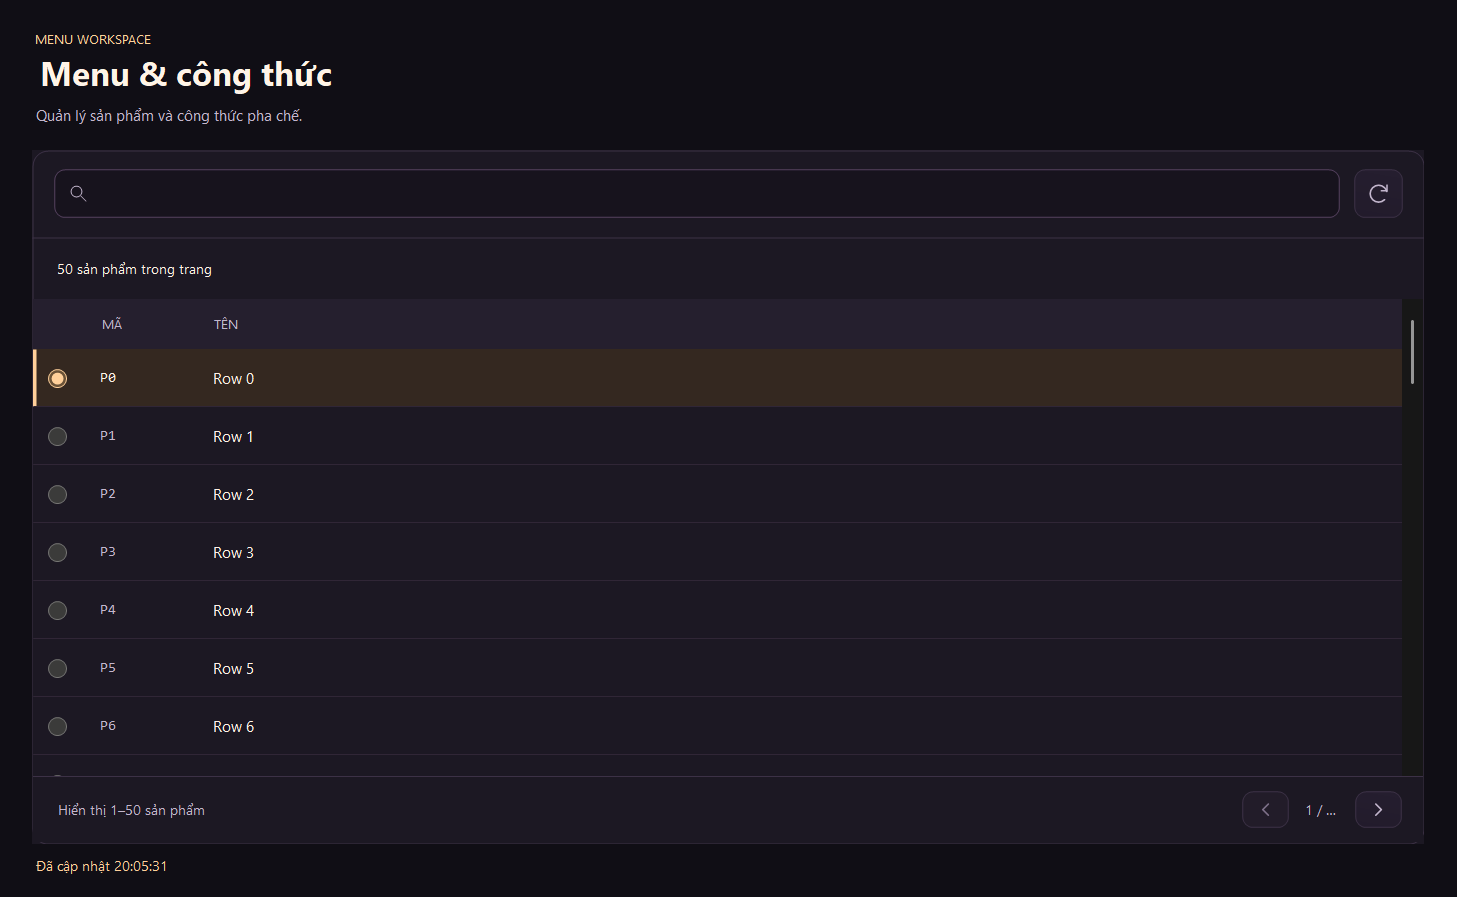 MENU WORKSPACE
Menu & công thức
Quản lý sản phẩm và công thức pha chế.
50 sản phẩm trong trang
MÃ TÊN
P0 Row 0
P1 Row 1
P2 Row 2
P3 Row 3
P4 Row 4
P5 Row 5
P6 Row 6
Hiển thị 1–50 sản phẩm 1 / ...
Đã cập nhật 20:05:31